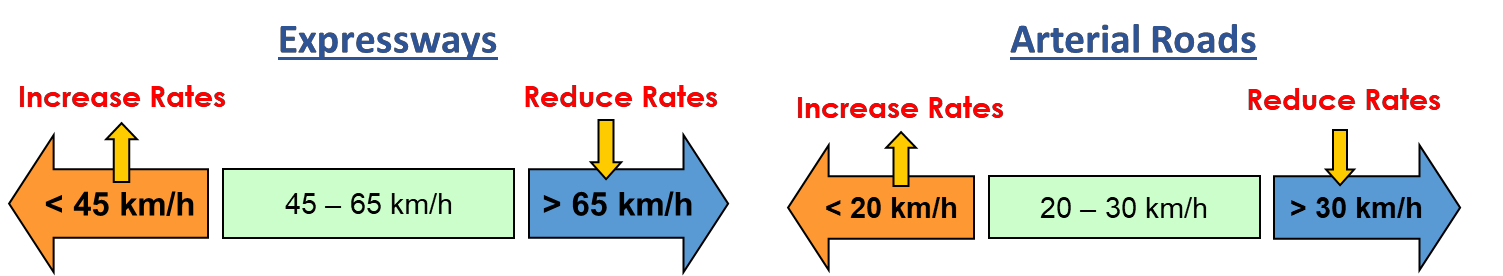 Expressways
Increase Rates
Reduce Rates
< 45 km/h
45 – 65 km/h
> 65 km/h
Arterial Roads
Increase Rates
Reduce Rates
< 20 km/h
20 – 30 km/h
> 30 km/h